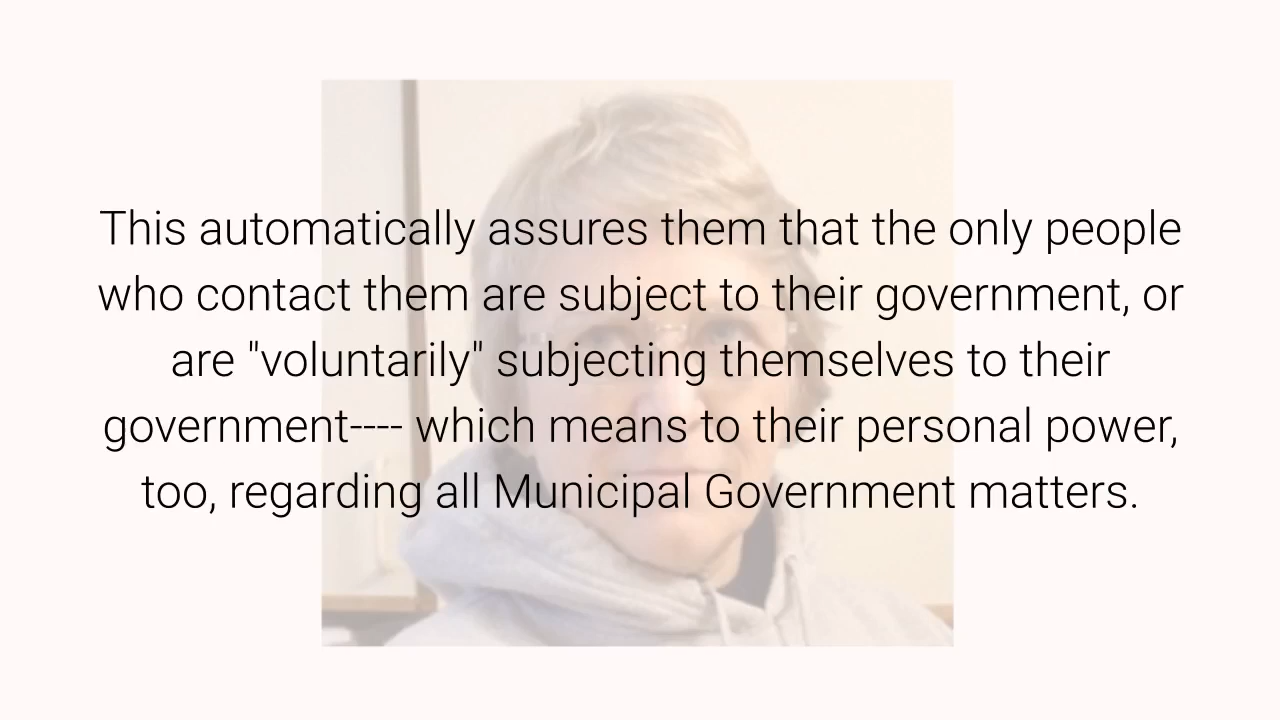 This automatically assures them that the only people
who contact them are subject to their government, or
are "voluntarily" subjecting themselves to their
government---- which means to their personal power,
too, regarding all Municipal Government matters.